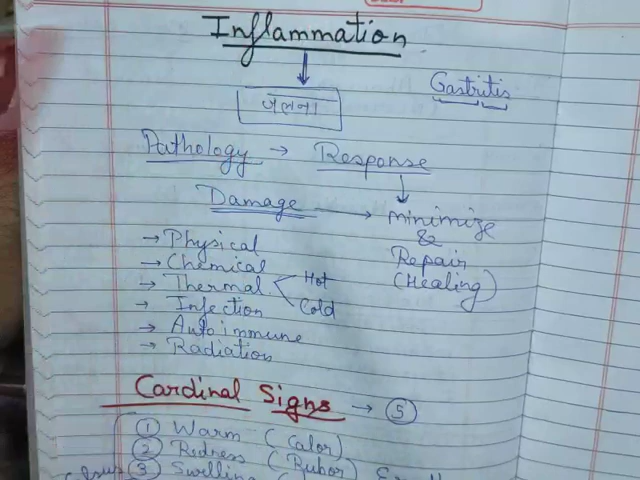 Inflammation
जलना
Gastritis
Pathology → Response
Damage → minimize
&
Repair
(Healing)
→ Physical
→ Chemical
→ Thermal < Hot
Cold
→ Infection
→ Autoimmune
→ Radiation
Cardinal Signs → 5
1 Warm (Calor)
2 Redness (Rubor)
3 Swelling